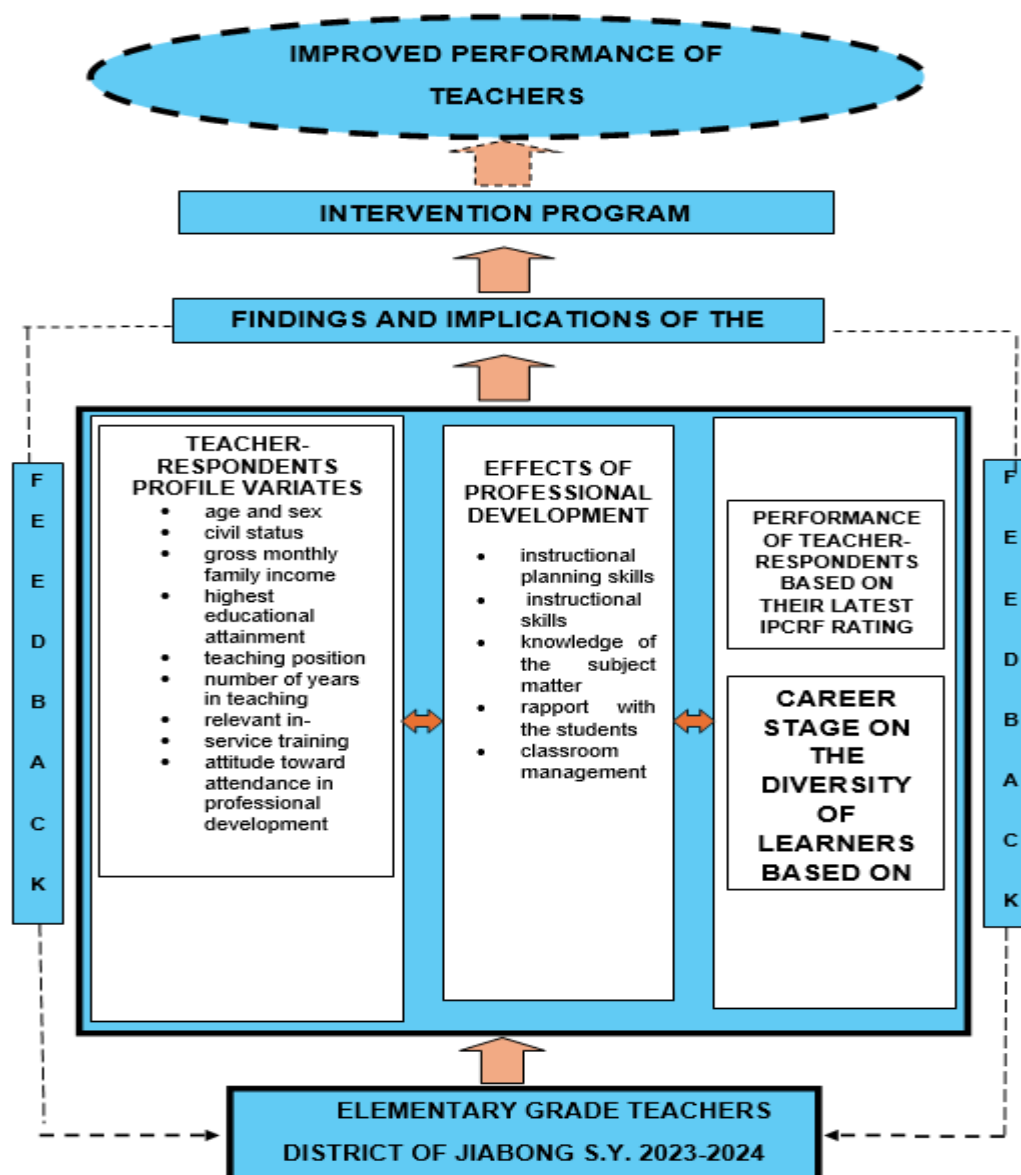 IMPROVED PERFORMANCE OF
TEACHERS
INTERVENTION PROGRAM
FINDINGS AND IMPLICATIONS OF THE
F
E
E
D
B
A
C
K
TEACHER-
RESPONDENTS
PROFILE VARIATES
• age and sex
• civil status
• gross monthly
family income
• highest
educational
attainment
• teaching position
• number of years
in teaching
• relevant in-
• service training
• attitude toward
attendance in
professional
development
EFFECTS OF
PROFESSIONAL
DEVELOPMENT
• instructional
planning skills
• instructional
skills
• knowledge of
the subject
matter
• rapport with
the students
• classroom
management
PERFORMANCE
OF TEACHER-
RESPONDENTS
BASED ON
THEIR LATEST
IPCRF RATING
CAREER
STAGE ON
THE
DIVERSITY
OF
LEARNERS
BASED ON
F
E
E
D
B
A
C
K
ELEMENTARY GRADE TEACHERS
DISTRICT OF JIABONG S.Y. 2023-2024